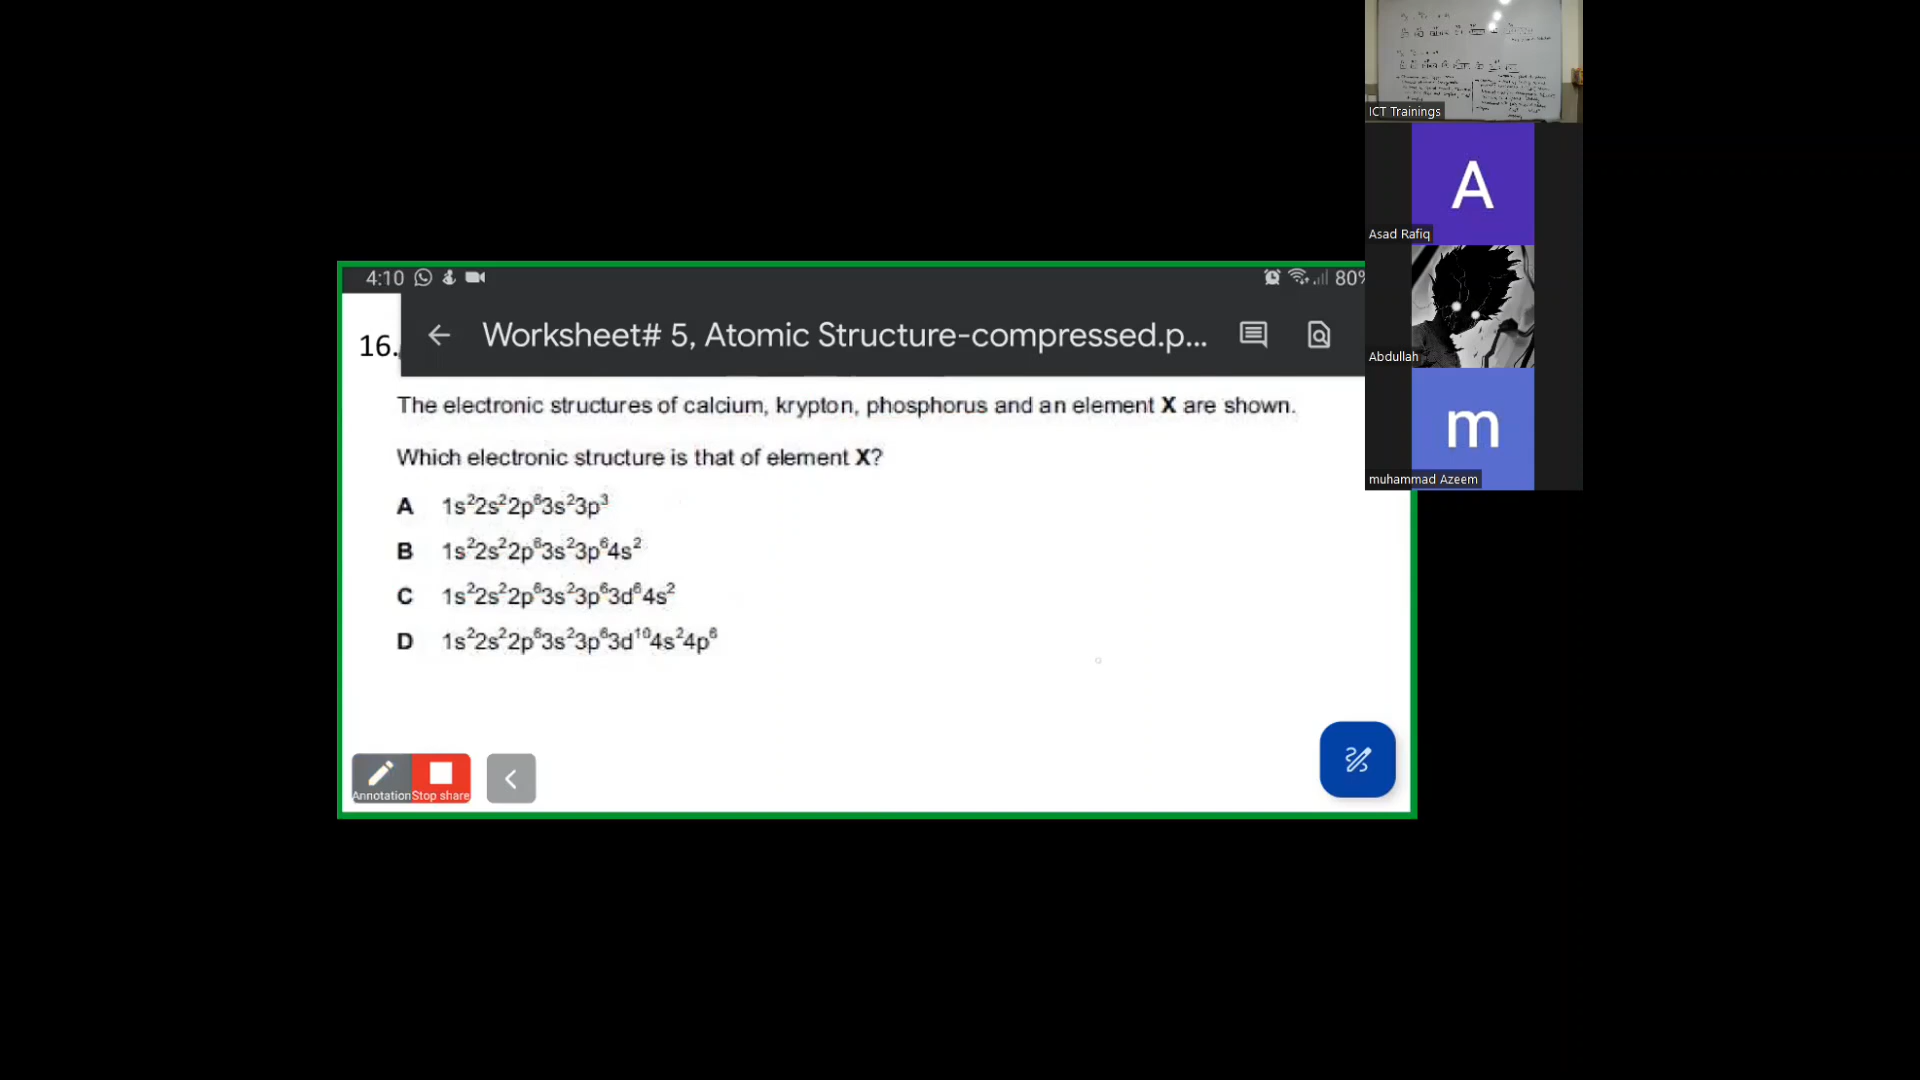 ICT Trainings
A
Asad Rafiq
Abdullah
m
muhammad Azeem
4:10 80%
16.
Worksheet# 5, Atomic Structure-compressed.p...
The electronic structures of calcium, krypton, phosphorus and an element X are shown.
Which electronic structure is that of element X?
A 1s²2s²2p⁶3s²3p³
B 1s²2s²2p⁶3s²3p⁶4s²
C 1s²2s²2p⁶3s²3p⁶3d⁶4s²
D 1s²2s²2p⁶3s²3p⁶3d¹⁰4s²4p⁶
Annotation Stop share